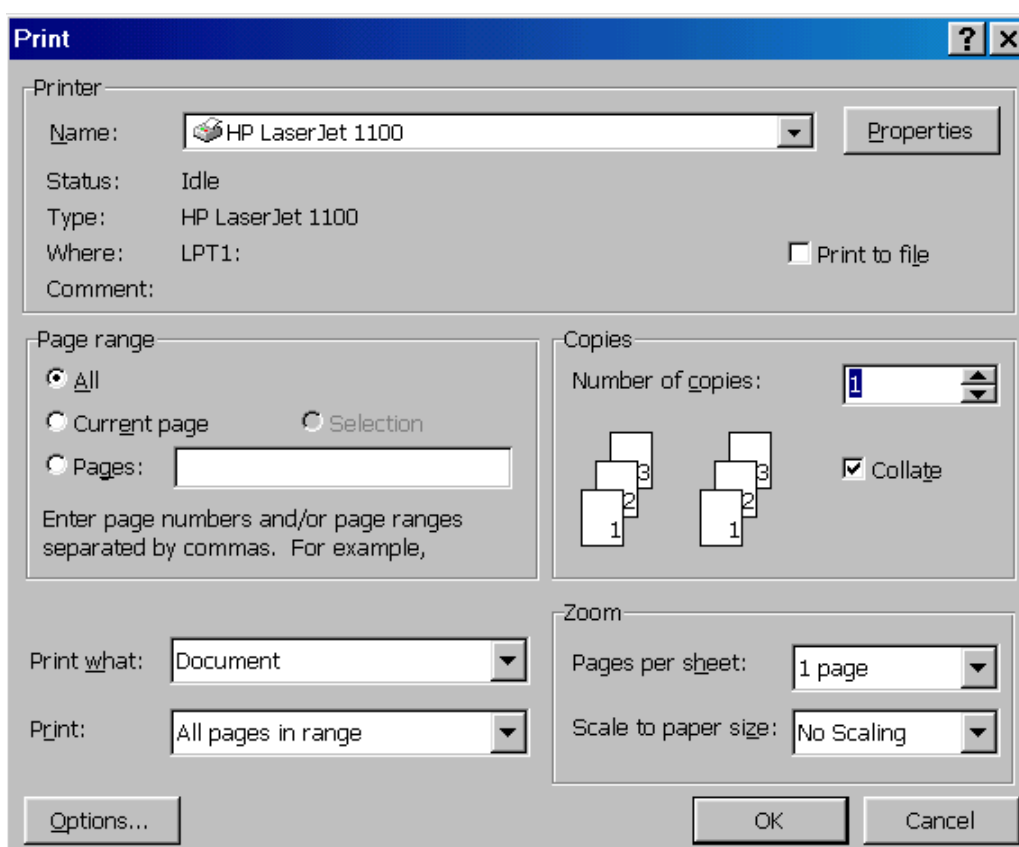 Print
Printer
Name: HP LaserJet 1100 Properties
Status: Idle
Type: HP LaserJet 1100
Where: LPT1: Print to file
Comment:
Page range
All
Current page Selection
Pages:
Enter page numbers and/or page ranges
separated by commas. For example,
Copies
Number of copies: 1
1 2 3 1 2 3
Collate
Print what: Document
Print: All pages in range
Zoom
Pages per sheet: 1 page
Scale to paper size: No Scaling
Options... OK Cancel